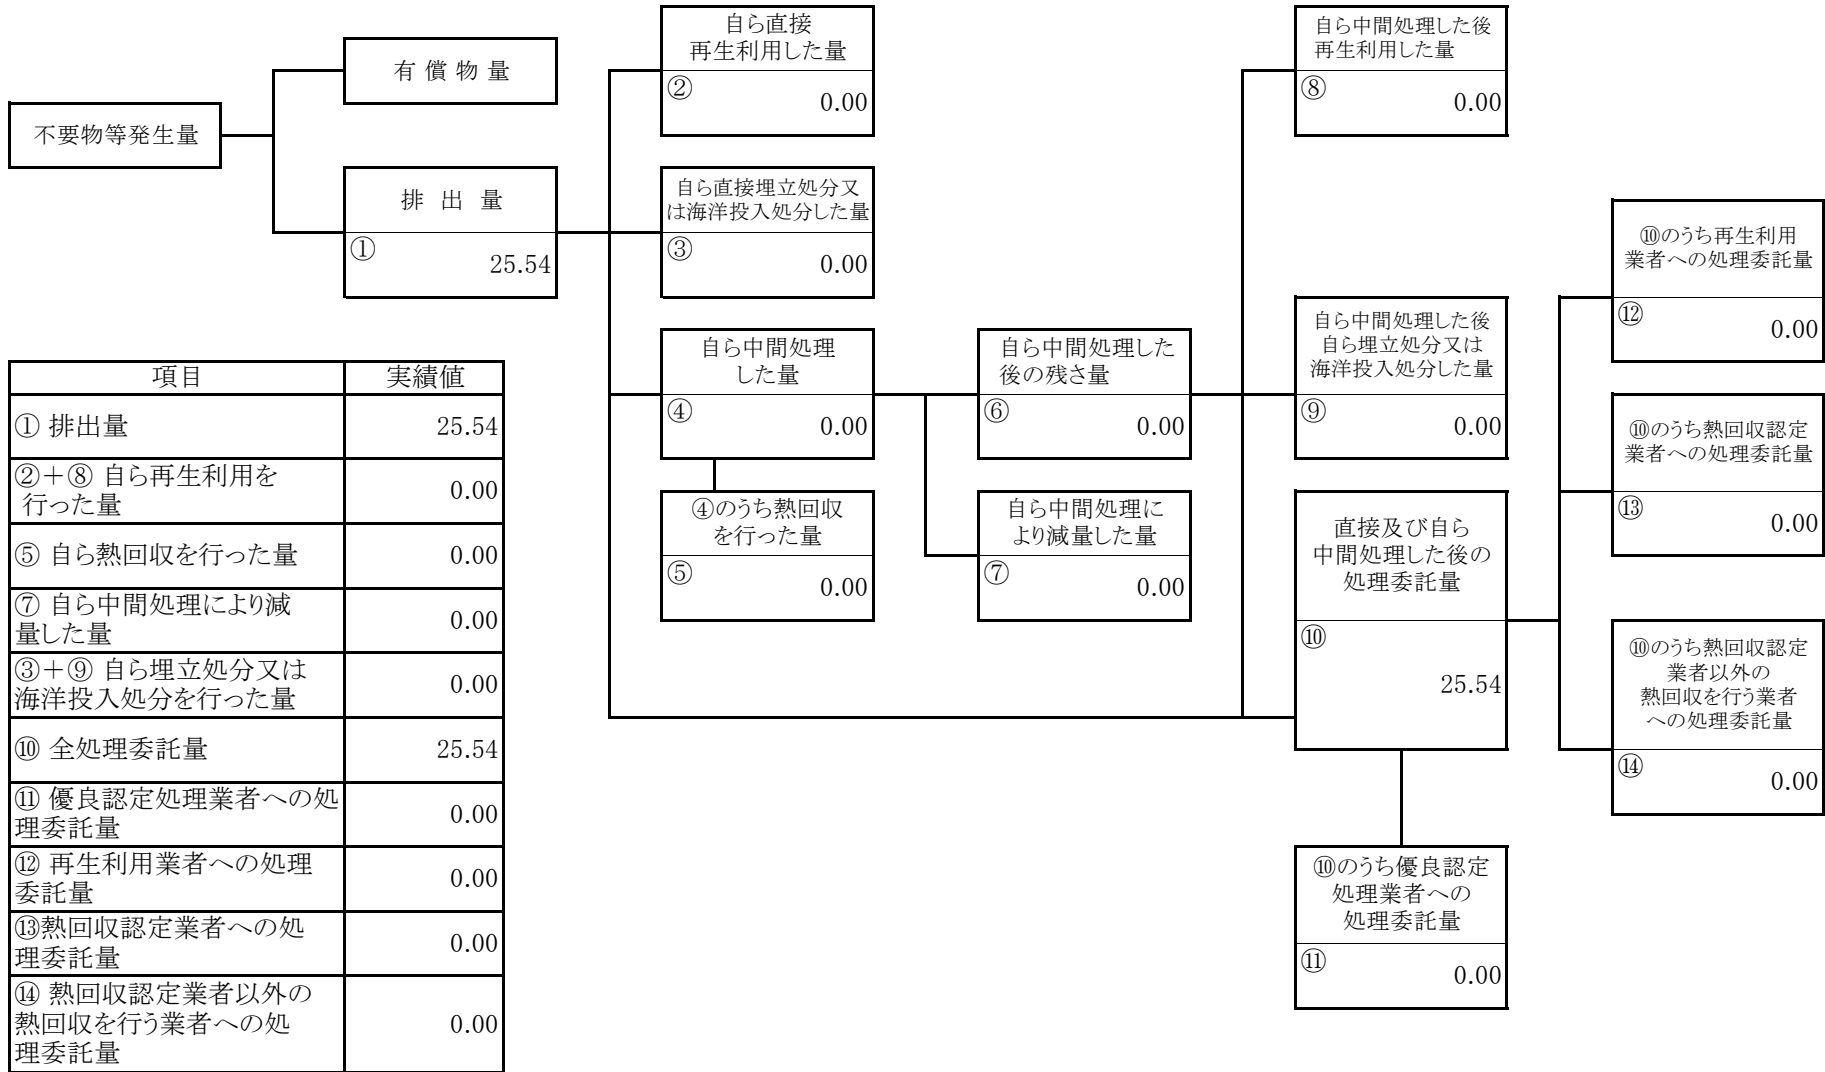 不要物等発生量
有 償 物 量
排 出 量
①
25.54
自ら直接
再生利用した量
②
0.00
自ら直接埋立処分又
は海洋投入処分した量
③
0.00
自ら中間処理
した量
④
0.00
④のうち熱回収
を行った量
⑤
0.00
自ら中間処理した
後の残さ量
⑥
0.00
自ら中間処理に
より減量した量
⑦
0.00
自ら中間処理した後
再生利用した量
⑧
0.00
自ら中間処理した後
自ら埋立処分又は
海洋投入処分した量
⑨
0.00
直接及び自ら
中間処理した後の
処理委託量
⑩
25.54
⑩のうち優良認定
処理業者への
処理委託量
⑪
0.00
⑩のうち再生利用
業者への処理委託量
⑫
0.00
⑩のうち熱回収認定
業者への処理委託量
⑬
0.00
⑩のうち熱回収認定
業者以外の
熱回収を行う業者
への処理委託量
⑭
0.00
項目 実績値
① 排出量 25.54
②+⑧ 自ら再生利用を
行った量 0.00
⑤ 自ら熱回収を行った量 0.00
⑦ 自ら中間処理により減
量した量 0.00
③+⑨ 自ら埋立処分又は
海洋投入処分を行った量 0.00
⑩ 全処理委託量 25.54
⑪ 優良認定処理業者への処
理委託量 0.00
⑫ 再生利用業者への処理
委託量 0.00
⑬熱回収認定業者への処
理委託量 0.00
⑭ 熱回収認定業者以外の
熱回収を行う業者への処
理委託量 0.00